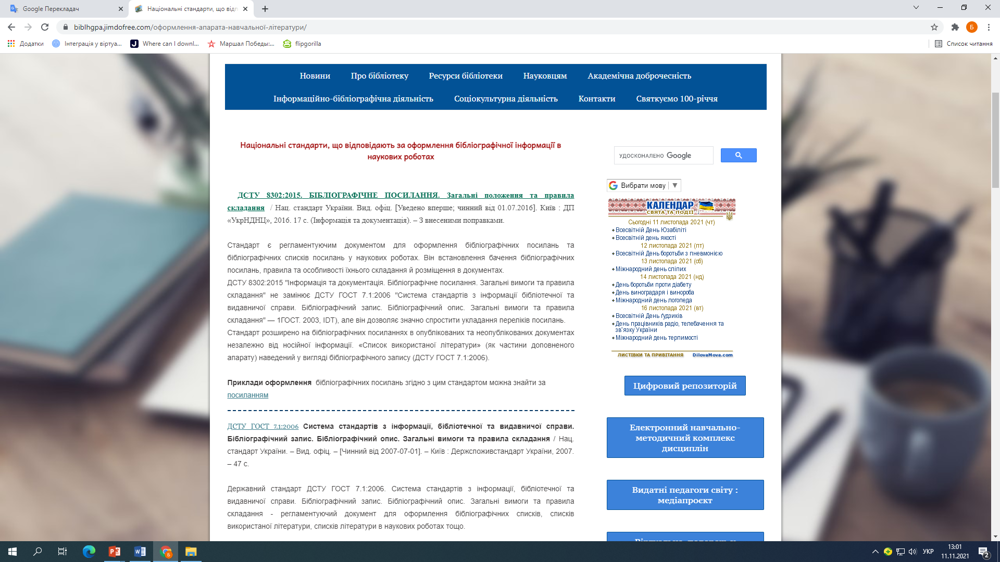 Google Перекладач
Національні стандарти, що відп
biblhgpa.jimdofree.com/оформлення-апарата-навчальної-літератури/
Б
Додатки
Інтеграція у віртуа...
Where can I downl...
Маршал Победы:...
flipgorilla
Список читання
Новини Про бібліотеку Ресурси бібліотеки Науковцям Академічна доброчесність
Інформаційно-бібліографічна діяльність Соціокультурна діяльність Контакти Святкуємо 100-річчя
Національні стандарти, що відповідають за оформлення бібліографічної інформації в
наукових роботах
ДСТУ 8302:2015. БІБЛІОГРАФІЧНЕ ПОСИЛАННЯ. Загальні положення та правила
складання / Нац. стандарт України. Вид. офіц. [Уведено вперше; чинний від 01.07.2016]. Київ : ДП
«УкрНДНЦ», 2016. 17 с. (Інформація та документація). – З внесеними поправками.
Стандарт є регламентуючим документом для оформлення бібліографічних посилань та
бібліографічних списків посилань у наукових роботах. Він встановлення бачення бібліографічних
посилань, правила та особливості їхнього складання й розміщення в документах.
ДСТУ 8302:2015 "Інформація та документація. Бібліографічне посилання. Загальні вимоги та правила
складання" не замінює ДСТУ ГОСТ 7.1:2006 "Система стандартів з інформації бібліотечної та
видавничої справи. Бібліографічний запис. Бібліографічний опис. Загальні вимоги та правила
складання" — 1ГОСТ. 2003, IDT), але він дозволяє значно спростити укладання переліків посилань.
Стандарт розширено на бібліографічних посиланнях в опублікованих та неопублікованих документах
незалежно від носійної інформації. «Список використаної літератури» (як частини доповненого
апарату) наведений у вигляді бібліографічного запису (ДСТУ ГОСТ 7.1:2006).
Приклади оформлення бібліографічних посилань згідно з цим стандартом можна знайти за
посиланням
ДСТУ ГОСТ 7.1:2006 Система стандартів з інформації, бібліотечної та видавничої справи.
Бібліографічний запис. Бібліографічний опис. Загальні вимоги та правила складання / Нац.
стандарт України. – Вид. офіц. – [Чинний від 2007-07-01]. – Київ : Держспоживстандарт України, 2007.
– 47 с.
Державний стандарт ДСТУ ГОСТ 7.1:2006. Система стандартів з інформації, бібліотечної та
видавничої справи. Бібліографічний запис. Бібліографічний опис. Загальні вимоги та правила
складання - регламентуючий документ для оформлення бібліографічних списків, списків
використаної літератури, списків літератури в наукових роботах тощо.
УДОСКОНАЛЕНО Google
Вибрати мову ▼
КАЛЕНДАР
СВЯТА ТА ПОДІЇ
Сьогодні 11 листопада 2021 (чт)
Всесвітній День Юзабіліті
Всесвітній день якості
12 листопада 2021 (пт)
Всесвітній День боротьби з пневмонією
13 листопада 2021 (сб)
Міжнародний день сліпих
14 листопада 2021 (нд)
День боротьби проти діабету
День виноградаря і винороба
Міжнародний день логопеда
16 листопада 2021 (вт)
Всесвітній День ґудзиків
День працівників радіо, телебачення та
зв'язку України
Міжнародний день терпимості
ЛИСТІВКИ ТА ПРИВІТАННЯ DilovaMova.com
Цифровий репозиторій
Електронний навчально-
методичний комплекс
дисциплін
Видатні педагоги світу :
медіапроєкт
УКР
13:01
11.11.2021
2